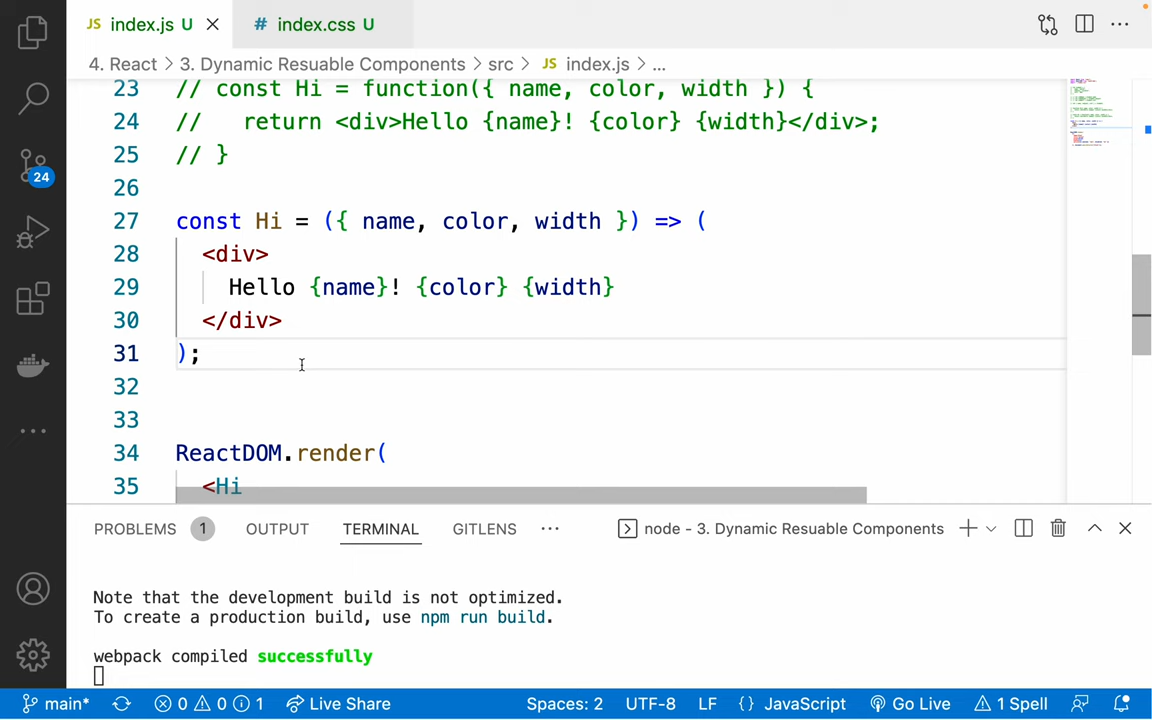 JS index.js U
# index.css U
4. React > 3. Dynamic Resuable Components > src > JS index.js > ...
23 // const Hi = function({ name, color, width }) {
24 //   return <div>Hello {name}! {color} {width}</div>;
25 // }
26
27 const Hi = ({ name, color, width }) => (
28   <div>
29     Hello {name}! {color} {width}
30   </div>
31 );
32
33
34 ReactDOM.render(
35   <Hi
24
PROBLEMS 1 OUTPUT TERMINAL GITLENS ... node - 3. Dynamic Resuable Components
Note that the development build is not optimized.
To create a production build, use npm run build.
webpack compiled successfully
main* 0 0 1 Live Share Spaces: 2 UTF-8 LF {} JavaScript Go Live 1 Spell